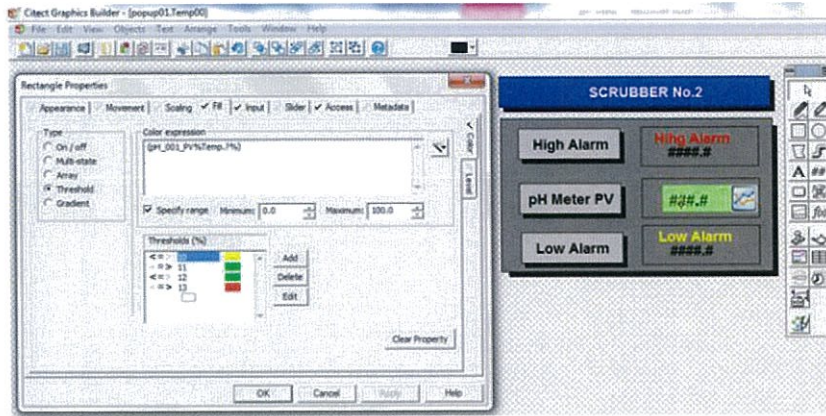 Citect Graphics Builder - [popup01.Temp00]
File Edit View Objects Text Arrange Tools Window Help
Rectangle Properties
Appearance Movement Scaling Fill Input Slider Access Metadata
Type
On / off
Multi-state
Array
Threshold
Gradient
Color expression
Specify range Minimum: 0.0 Maximum: 100.0
Thresholds (%)
< = > 10
< = > 11
< = > 12
< = > 13
Add
Delete
Edit
Color
Level
Clear Property
OK Cancel Apply Help
SCRUBBER No.2
High Alarm
Hihg Alarm
####.#
pH Meter PV
###.#
Low Alarm
Low Alarm
####.#
A ##